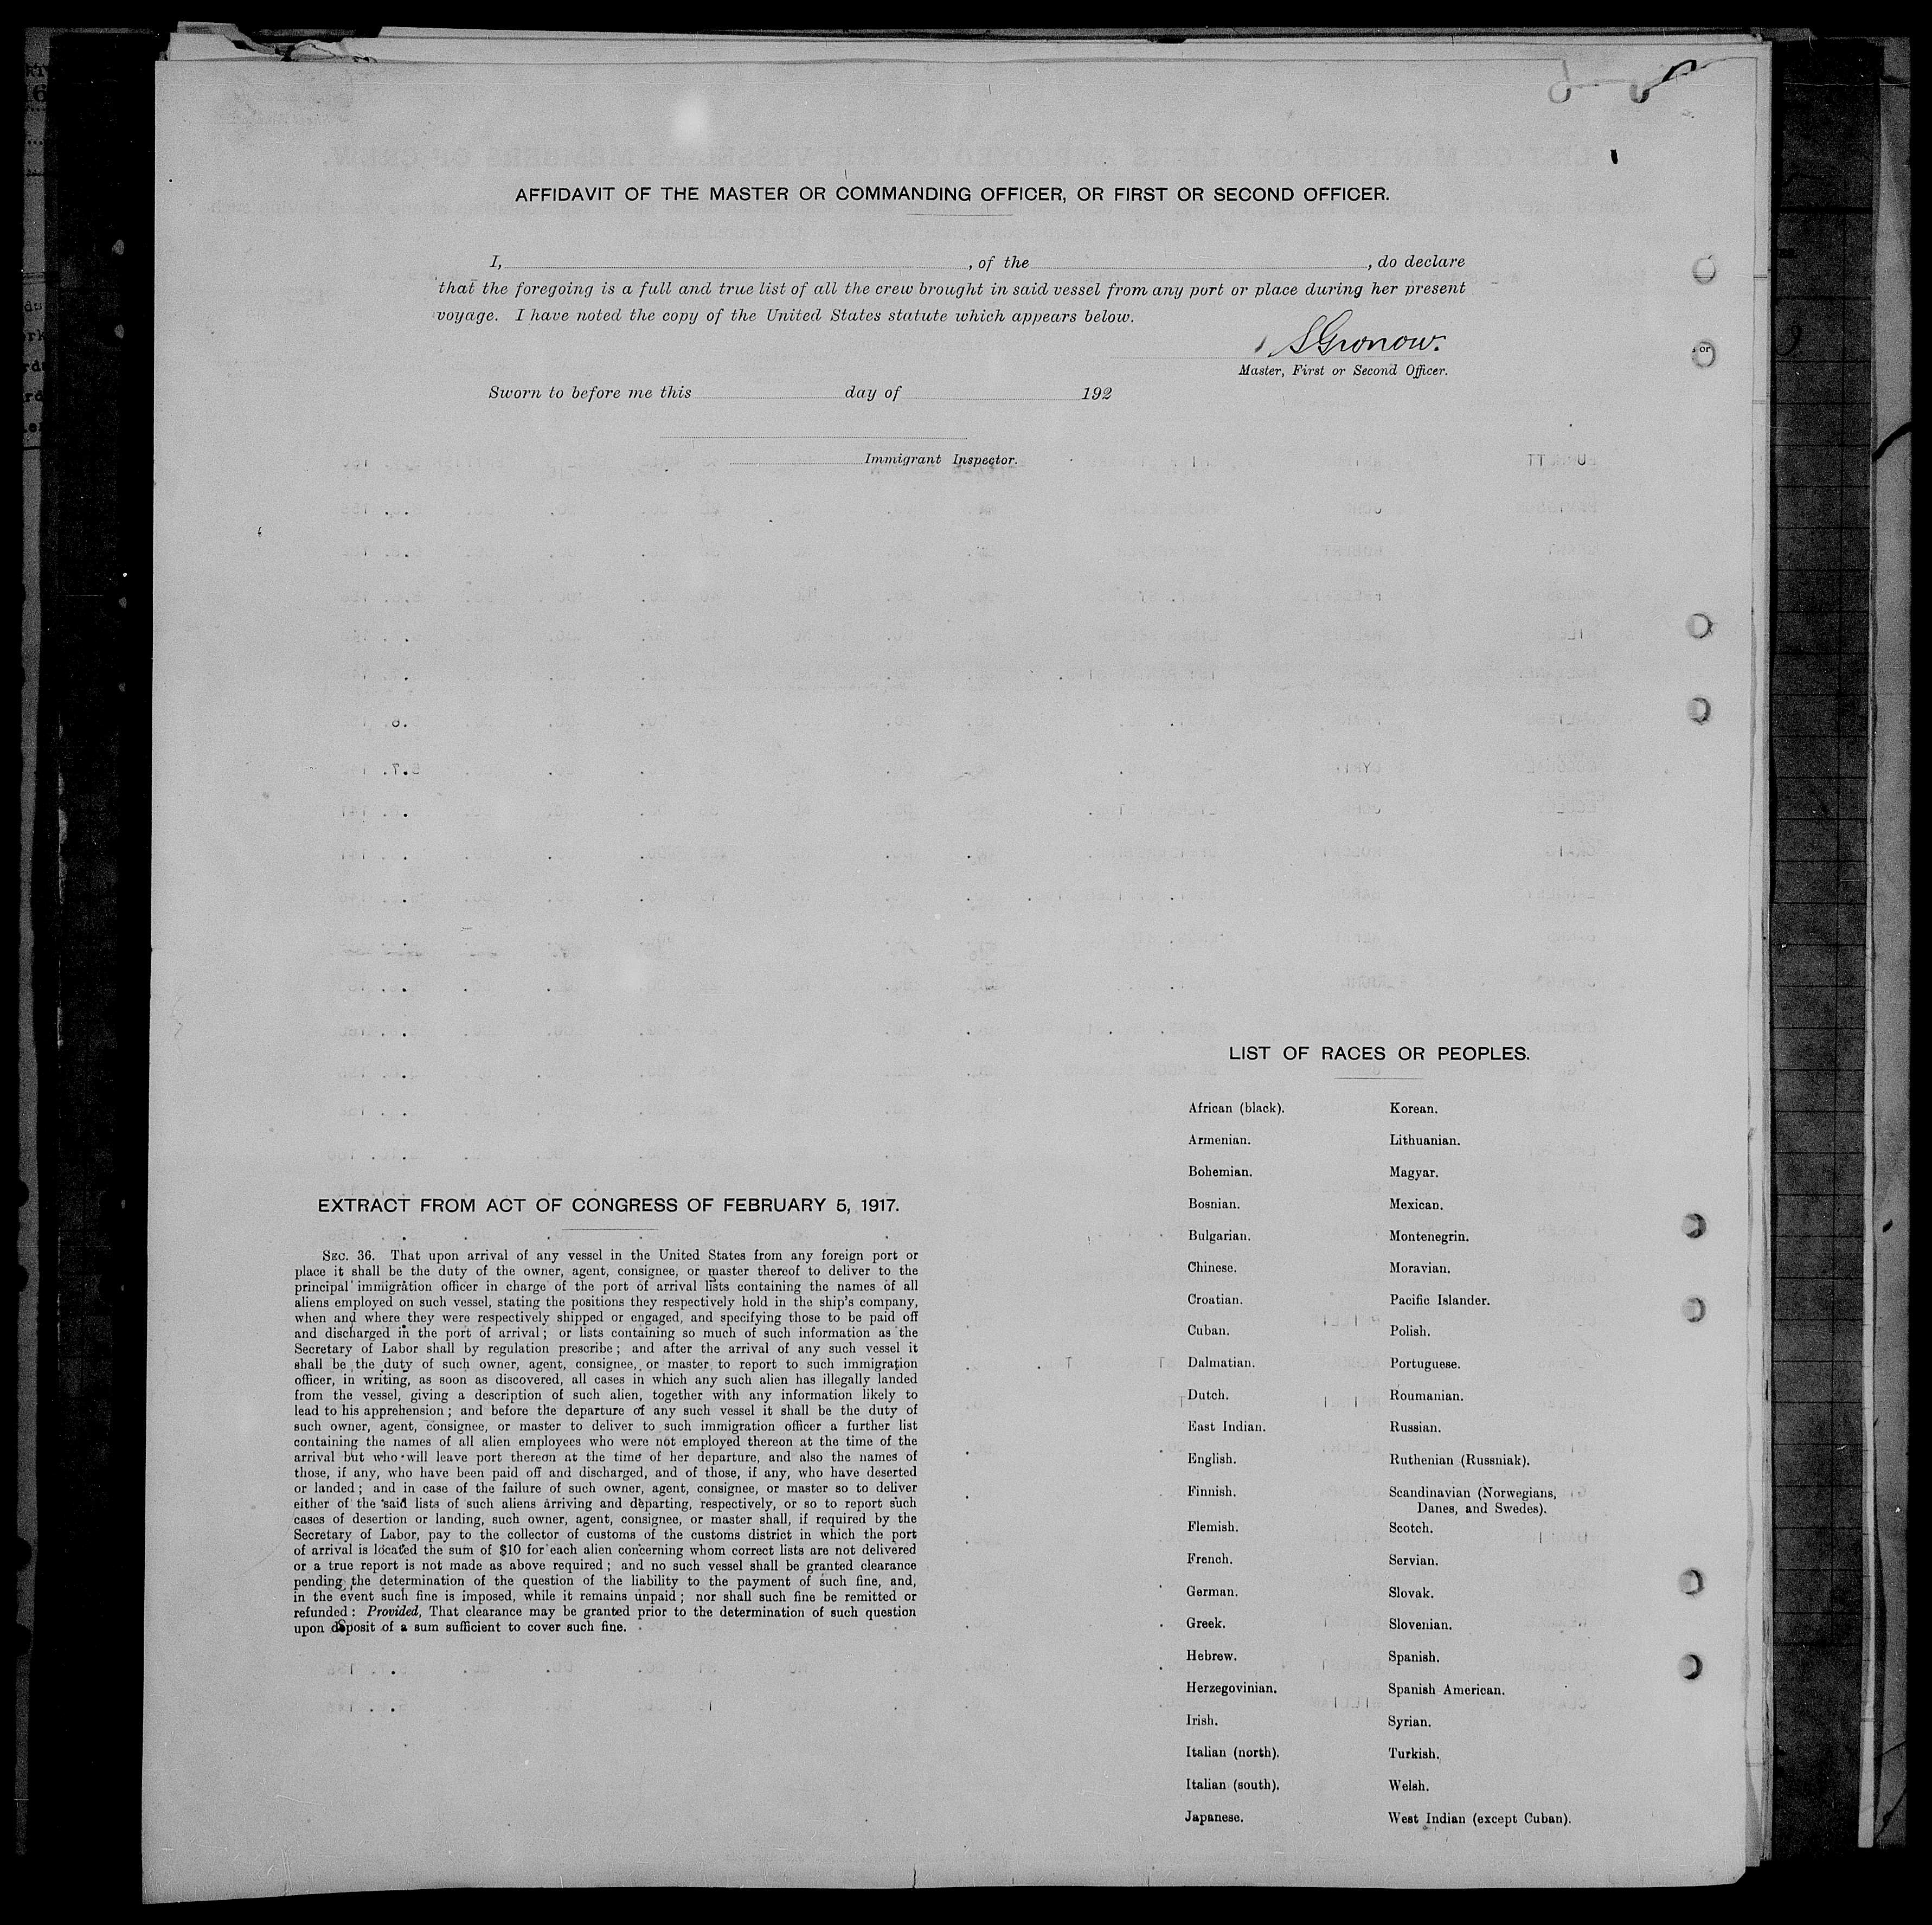 AFFIDAVIT OF THE MASTER OR COMMANDING OFFICER, OR FIRST OR SECOND OFFICER.
I, , of the , do declare
that the foregoing is a full and true list of all the crew brought in said vessel from any port or place during her present
voyage. I have noted the copy of the United States statute which appears below.
SGronow.
Master, First or Second Officer.
Sworn to before me this day of 192
Immigrant Inspector.
EXTRACT FROM ACT OF CONGRESS OF FEBRUARY 5, 1917.
SEC. 36. That upon arrival of any vessel in the United States from any foreign port or
place it shall be the duty of the owner, agent, consignee, or master thereof to deliver to the
principal immigration officer in charge of the port of arrival lists containing the names of all
aliens employed on such vessel, stating the positions they respectively hold in the ship's company,
when and where they were respectively shipped or engaged, and specifying those to be paid off
and discharged in the port of arrival; or lists containing so much of such information as the
Secretary of Labor shall by regulation prescribe; and after the arrival of any such vessel it
shall be the duty of such owner, agent, consignee, or master to report to such immigration
officer, in writing, as soon as discovered, all cases in which any such alien has illegally landed
from the vessel, giving a description of such alien, together with any information likely to
lead to his apprehension; and before the departure of any such vessel it shall be the duty of
such owner, agent, consignee, or master to deliver to such immigration officer a further list
containing the names of all alien employees who were not employed thereon at the time of the
arrival but who will leave port thereon at the time of her departure, and also the names of
those, if any, who have been paid off and discharged, and of those, if any, who have deserted
or landed; and in case of the failure of such owner, agent, consignee, or master so to deliver
either of the said lists of such aliens arriving and departing, respectively, or so to report such
cases of desertion or landing, such owner, agent, consignee, or master shall, if required by the
Secretary of Labor, pay to the collector of customs of the customs district in which the port
of arrival is located the sum of $10 for each alien concerning whom correct lists are not delivered
or a true report is not made as above required; and no such vessel shall be granted clearance
pending the determination of the question of the liability to the payment of such fine, and,
in the event such fine is imposed, while it remains unpaid; nor shall such fine be remitted or
refunded: Provided, That clearance may be granted prior to the determination of such question
upon deposit of a sum sufficient to cover such fine.
LIST OF RACES OR PEOPLES.
African (black).
Armenian.
Bohemian.
Bosnian.
Bulgarian.
Chinese.
Croatian.
Cuban.
Dalmatian.
Dutch.
East Indian.
English.
Finnish.
Flemish.
French.
German.
Greek.
Hebrew.
Herzegovinian.
Irish.
Italian (north).
Italian (south).
Japanese.
Korean.
Lithuanian.
Magyar.
Mexican.
Montenegrin.
Moravian.
Pacific Islander.
Polish.
Portuguese.
Roumanian.
Russian.
Ruthenian (Russniak).
Scandinavian (Norwegians,
Danes, and Swedes).
Scotch.
Servian.
Slovak.
Slovenian.
Spanish.
Spanish American.
Syrian.
Turkish.
Welsh.
West Indian (except Cuban).